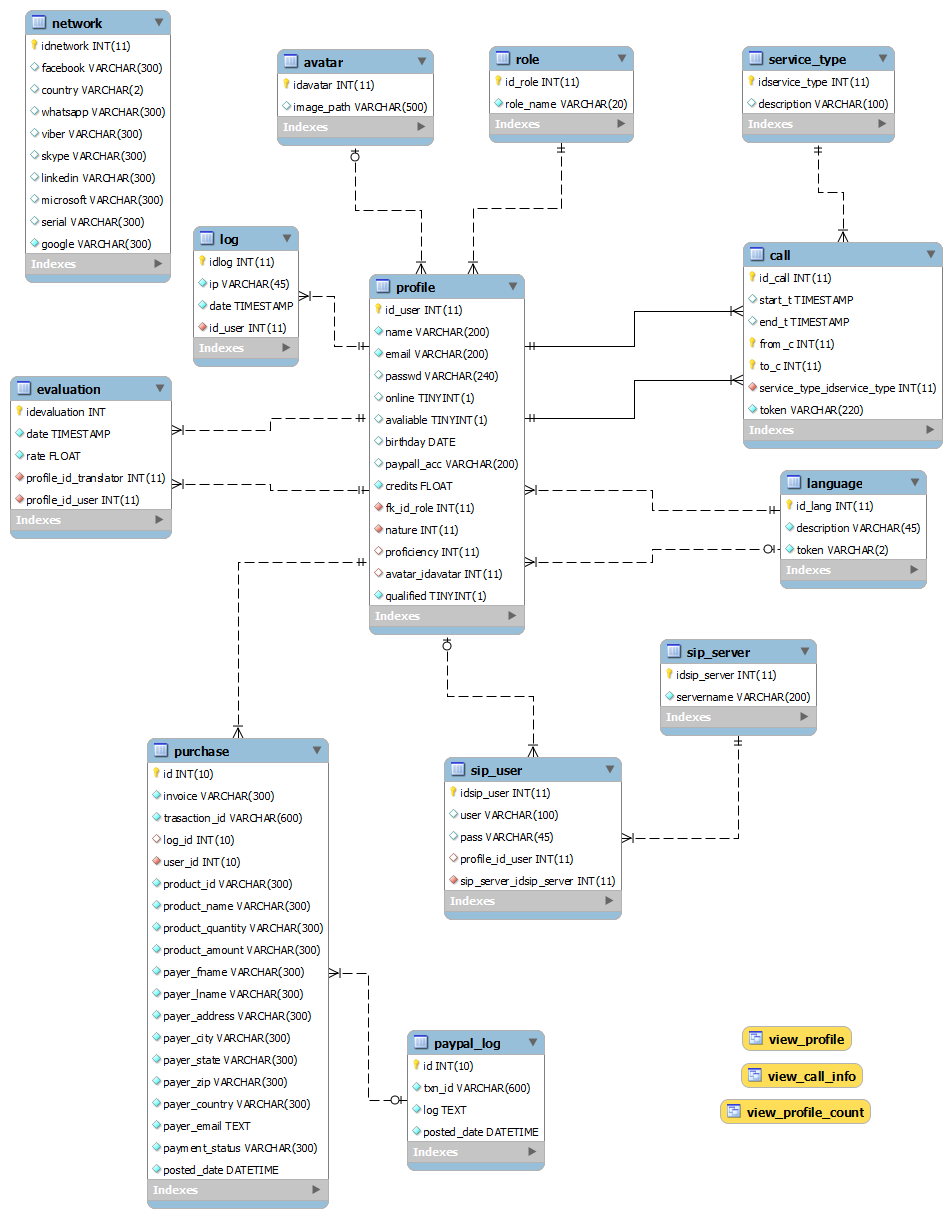 network
idnetwork INT(11)
facebook VARCHAR(300)
country VARCHAR(2)
whatsapp VARCHAR(300)
viber VARCHAR(300)
skype VARCHAR(300)
linkedin VARCHAR(300)
microsoft VARCHAR(300)
serial VARCHAR(300)
google VARCHAR(300)
Indexes
avatar
idavatar INT(11)
image_path VARCHAR(500)
Indexes
role
id_role INT(11)
role_name VARCHAR(20)
Indexes
service_type
idservice_type INT(11)
description VARCHAR(100)
Indexes
log
idlog INT(11)
ip VARCHAR(45)
date TIMESTAMP
id_user INT(11)
Indexes
profile
id_user INT(11)
name VARCHAR(200)
email VARCHAR(200)
passwd VARCHAR(240)
online TINYINT(1)
avaliable TINYINT(1)
birthday DATE
paypall_acc VARCHAR(200)
credits FLOAT
fk_id_role INT(11)
nature INT(11)
proficiency INT(11)
avatar_idavatar INT(11)
qualified TINYINT(1)
Indexes
call
id_call INT(11)
start_t TIMESTAMP
end_t TIMESTAMP
from_c INT(11)
to_c INT(11)
service_type_idservice_type INT(11)
token VARCHAR(220)
Indexes
evaluation
idevaluation INT
date TIMESTAMP
rate FLOAT
profile_id_translator INT(11)
profile_id_user INT(11)
Indexes
language
id_lang INT(11)
description VARCHAR(45)
token VARCHAR(2)
Indexes
sip_server
idsip_server INT(11)
servername VARCHAR(200)
Indexes
purchase
id INT(10)
invoice VARCHAR(300)
trasaction_id VARCHAR(600)
log_id INT(10)
user_id INT(10)
product_id VARCHAR(300)
product_name VARCHAR(300)
product_quantity VARCHAR(300)
product_amount VARCHAR(300)
payer_fname VARCHAR(300)
payer_lname VARCHAR(300)
payer_address VARCHAR(300)
payer_city VARCHAR(300)
payer_state VARCHAR(300)
payer_zip VARCHAR(300)
payer_country VARCHAR(300)
payer_email TEXT
payment_status VARCHAR(300)
posted_date DATETIME
Indexes
sip_user
idsip_user INT(11)
user VARCHAR(100)
pass VARCHAR(45)
profile_id_user INT(11)
sip_server_idsip_server INT(11)
Indexes
paypal_log
id INT(10)
txn_id VARCHAR(600)
log TEXT
posted_date DATETIME
Indexes
view_profile
view_call_info
view_profile_count